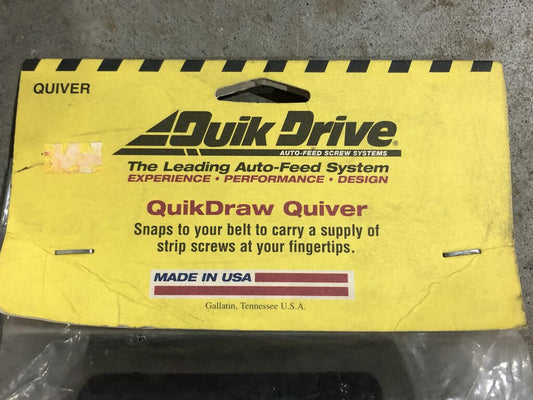 QUIVER
Quik Drive®
AUTO-FEED SCREW SYSTEMS
The Leading Auto-Feed System
EXPERIENCE • PERFORMANCE • DESIGN
QuikDraw Quiver
Snaps to your belt to carry a supply of
strip screws at your fingertips.
MADE IN USA
Gallatin, Tennessee U.S.A.